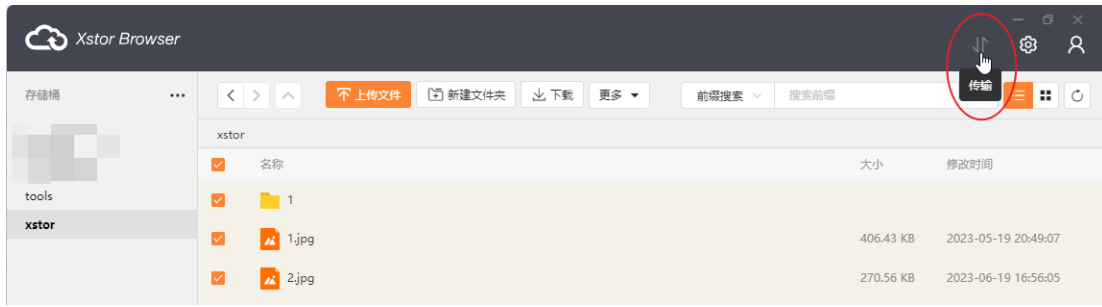 Xstor Browser
传输
存储桶
上传文件 新建文件夹 下载 更多 前缀搜索 搜索前缀
xstor
名称 大小 修改时间
tools
1
xstor
1.jpg 406.43 KB 2023-05-19 20:49:07
2.jpg 270.56 KB 2023-06-19 16:56:05